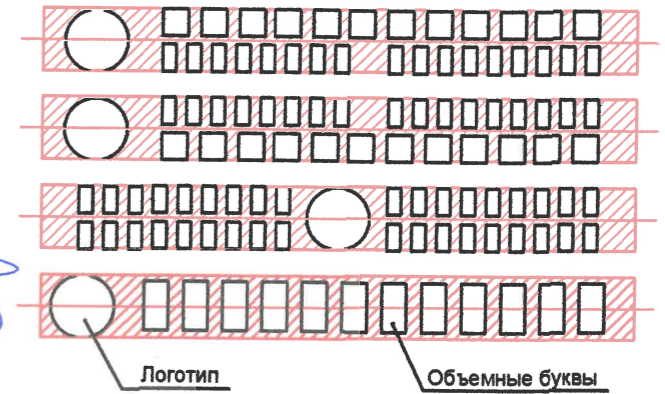 Логотип
Объемные буквы